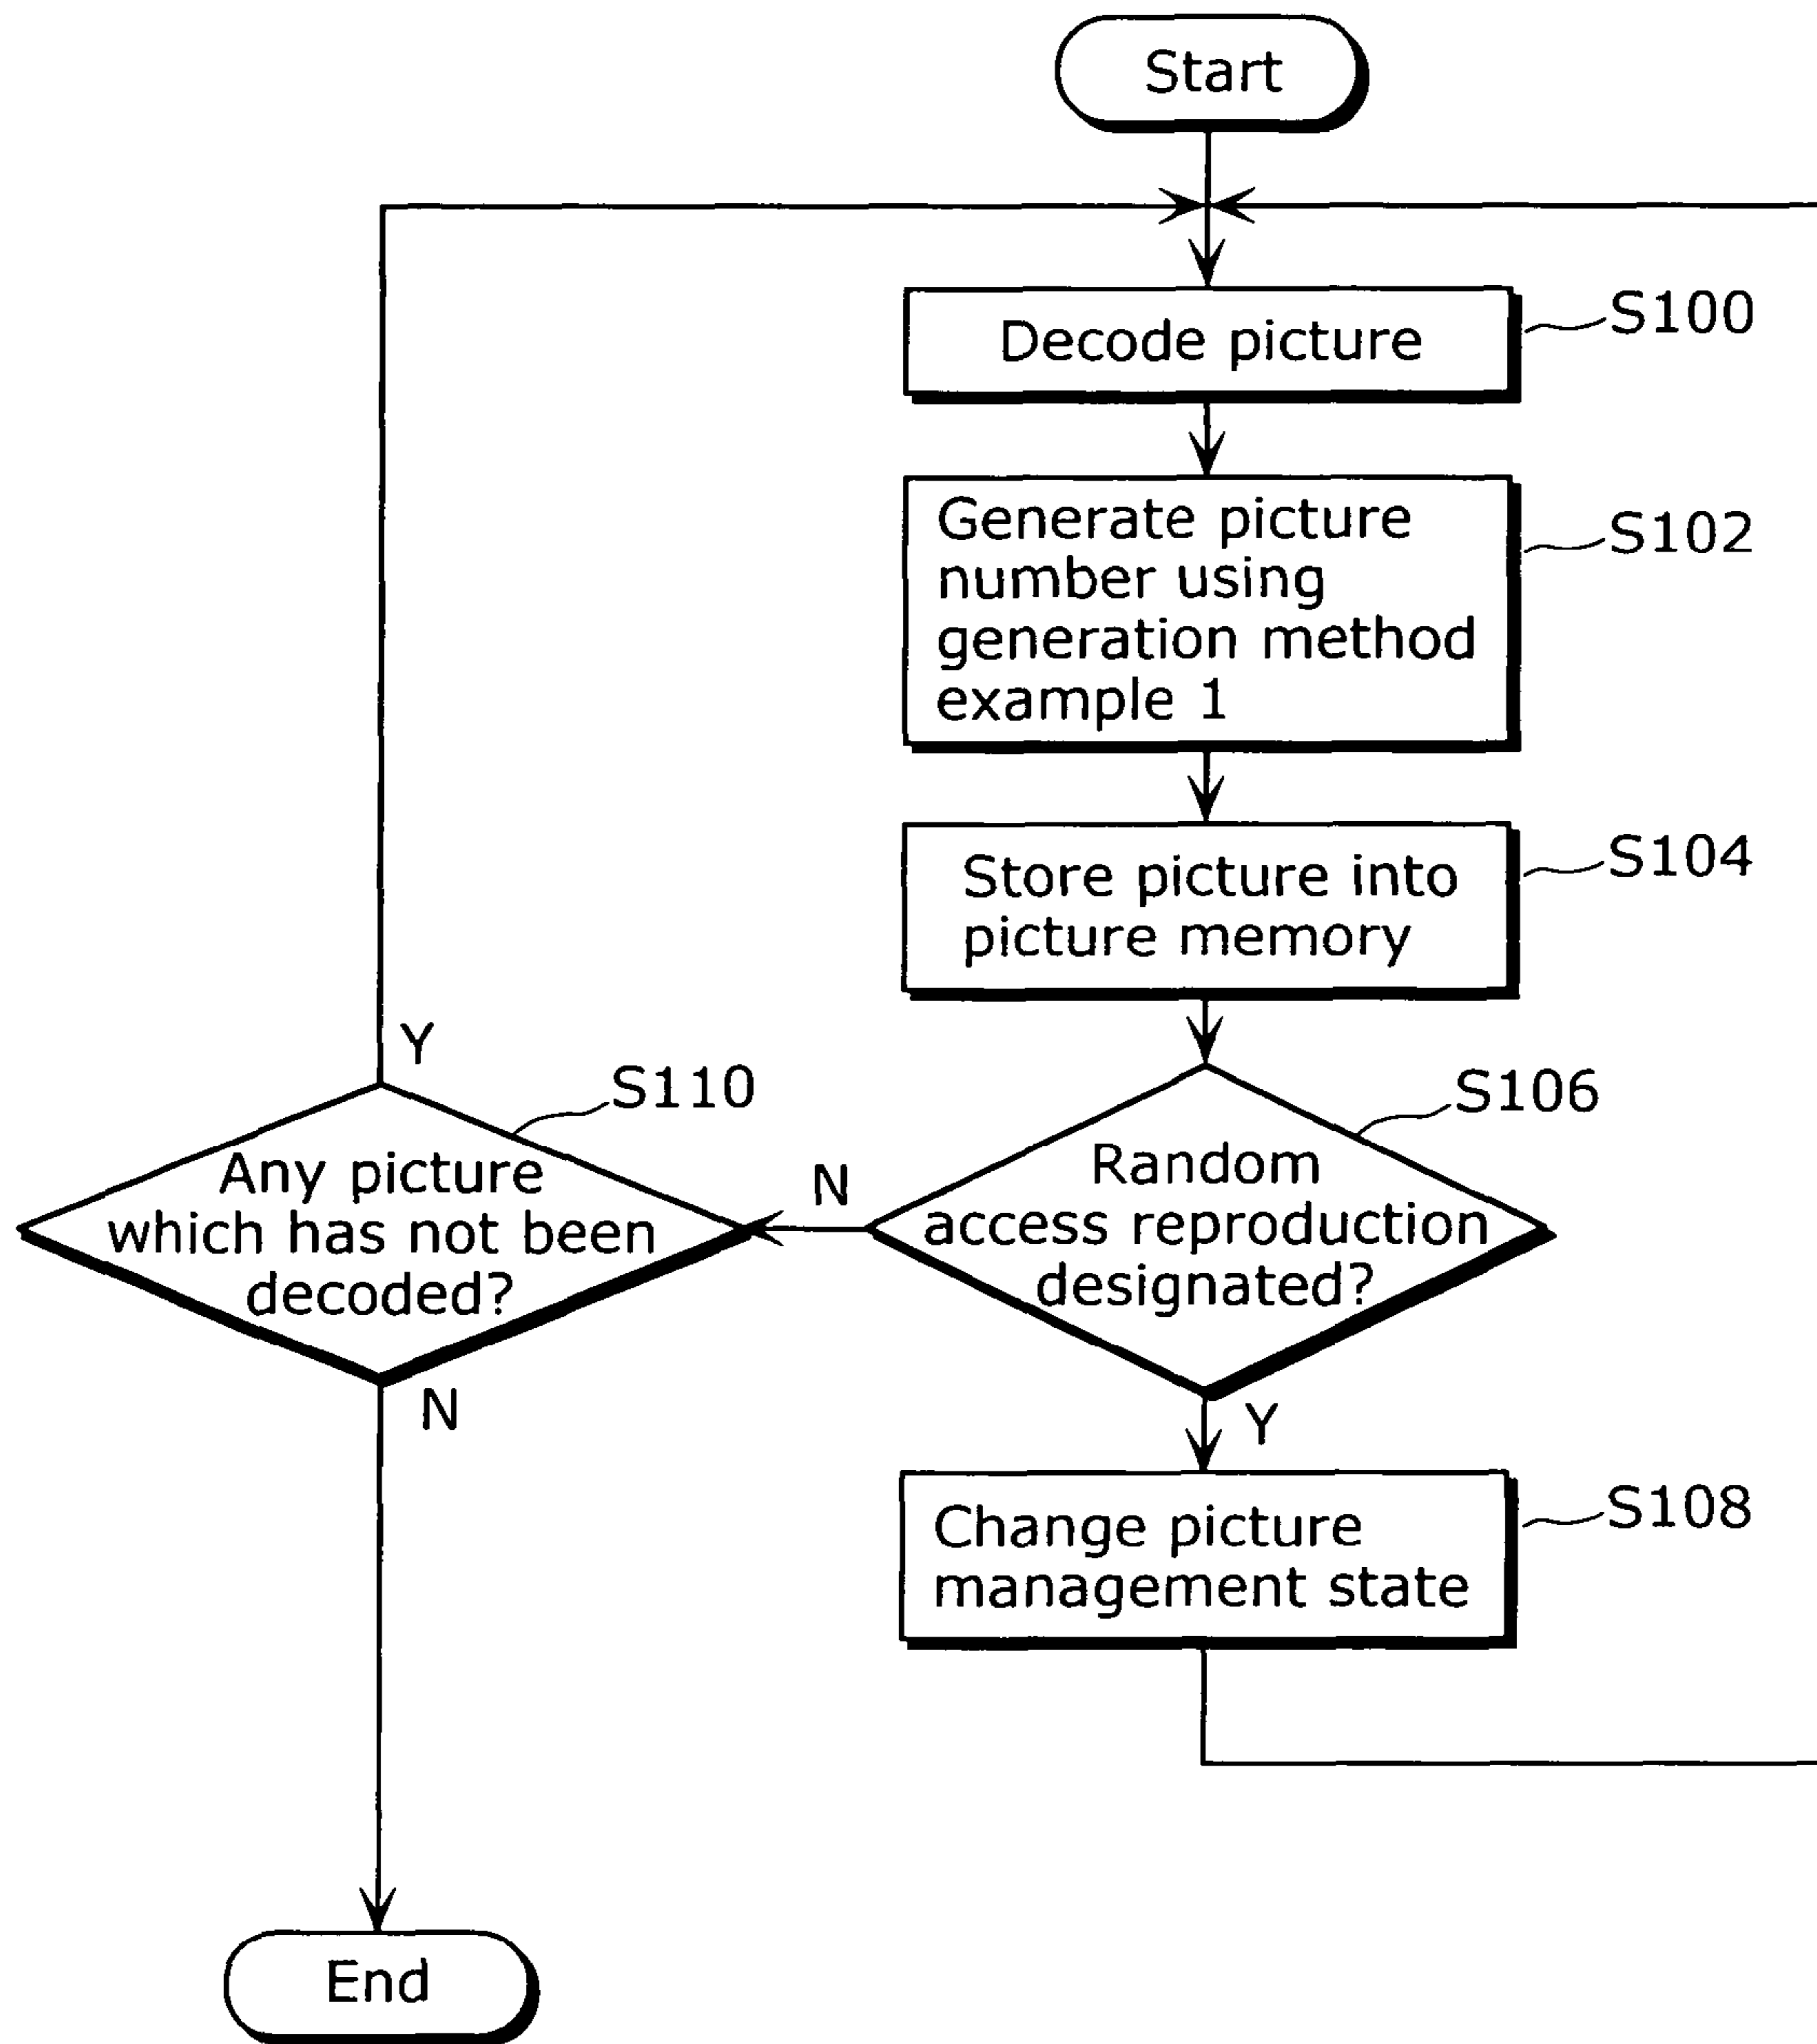 Start
Decode picture
S100
Generate picture
number using
generation method
example 1
S102
Store picture into
picture memory
S104
Random
access reproduction
designated?
S106
N
Y
Any picture
which has not been
decoded?
S110
Y
N
Change picture
management state
S108
End